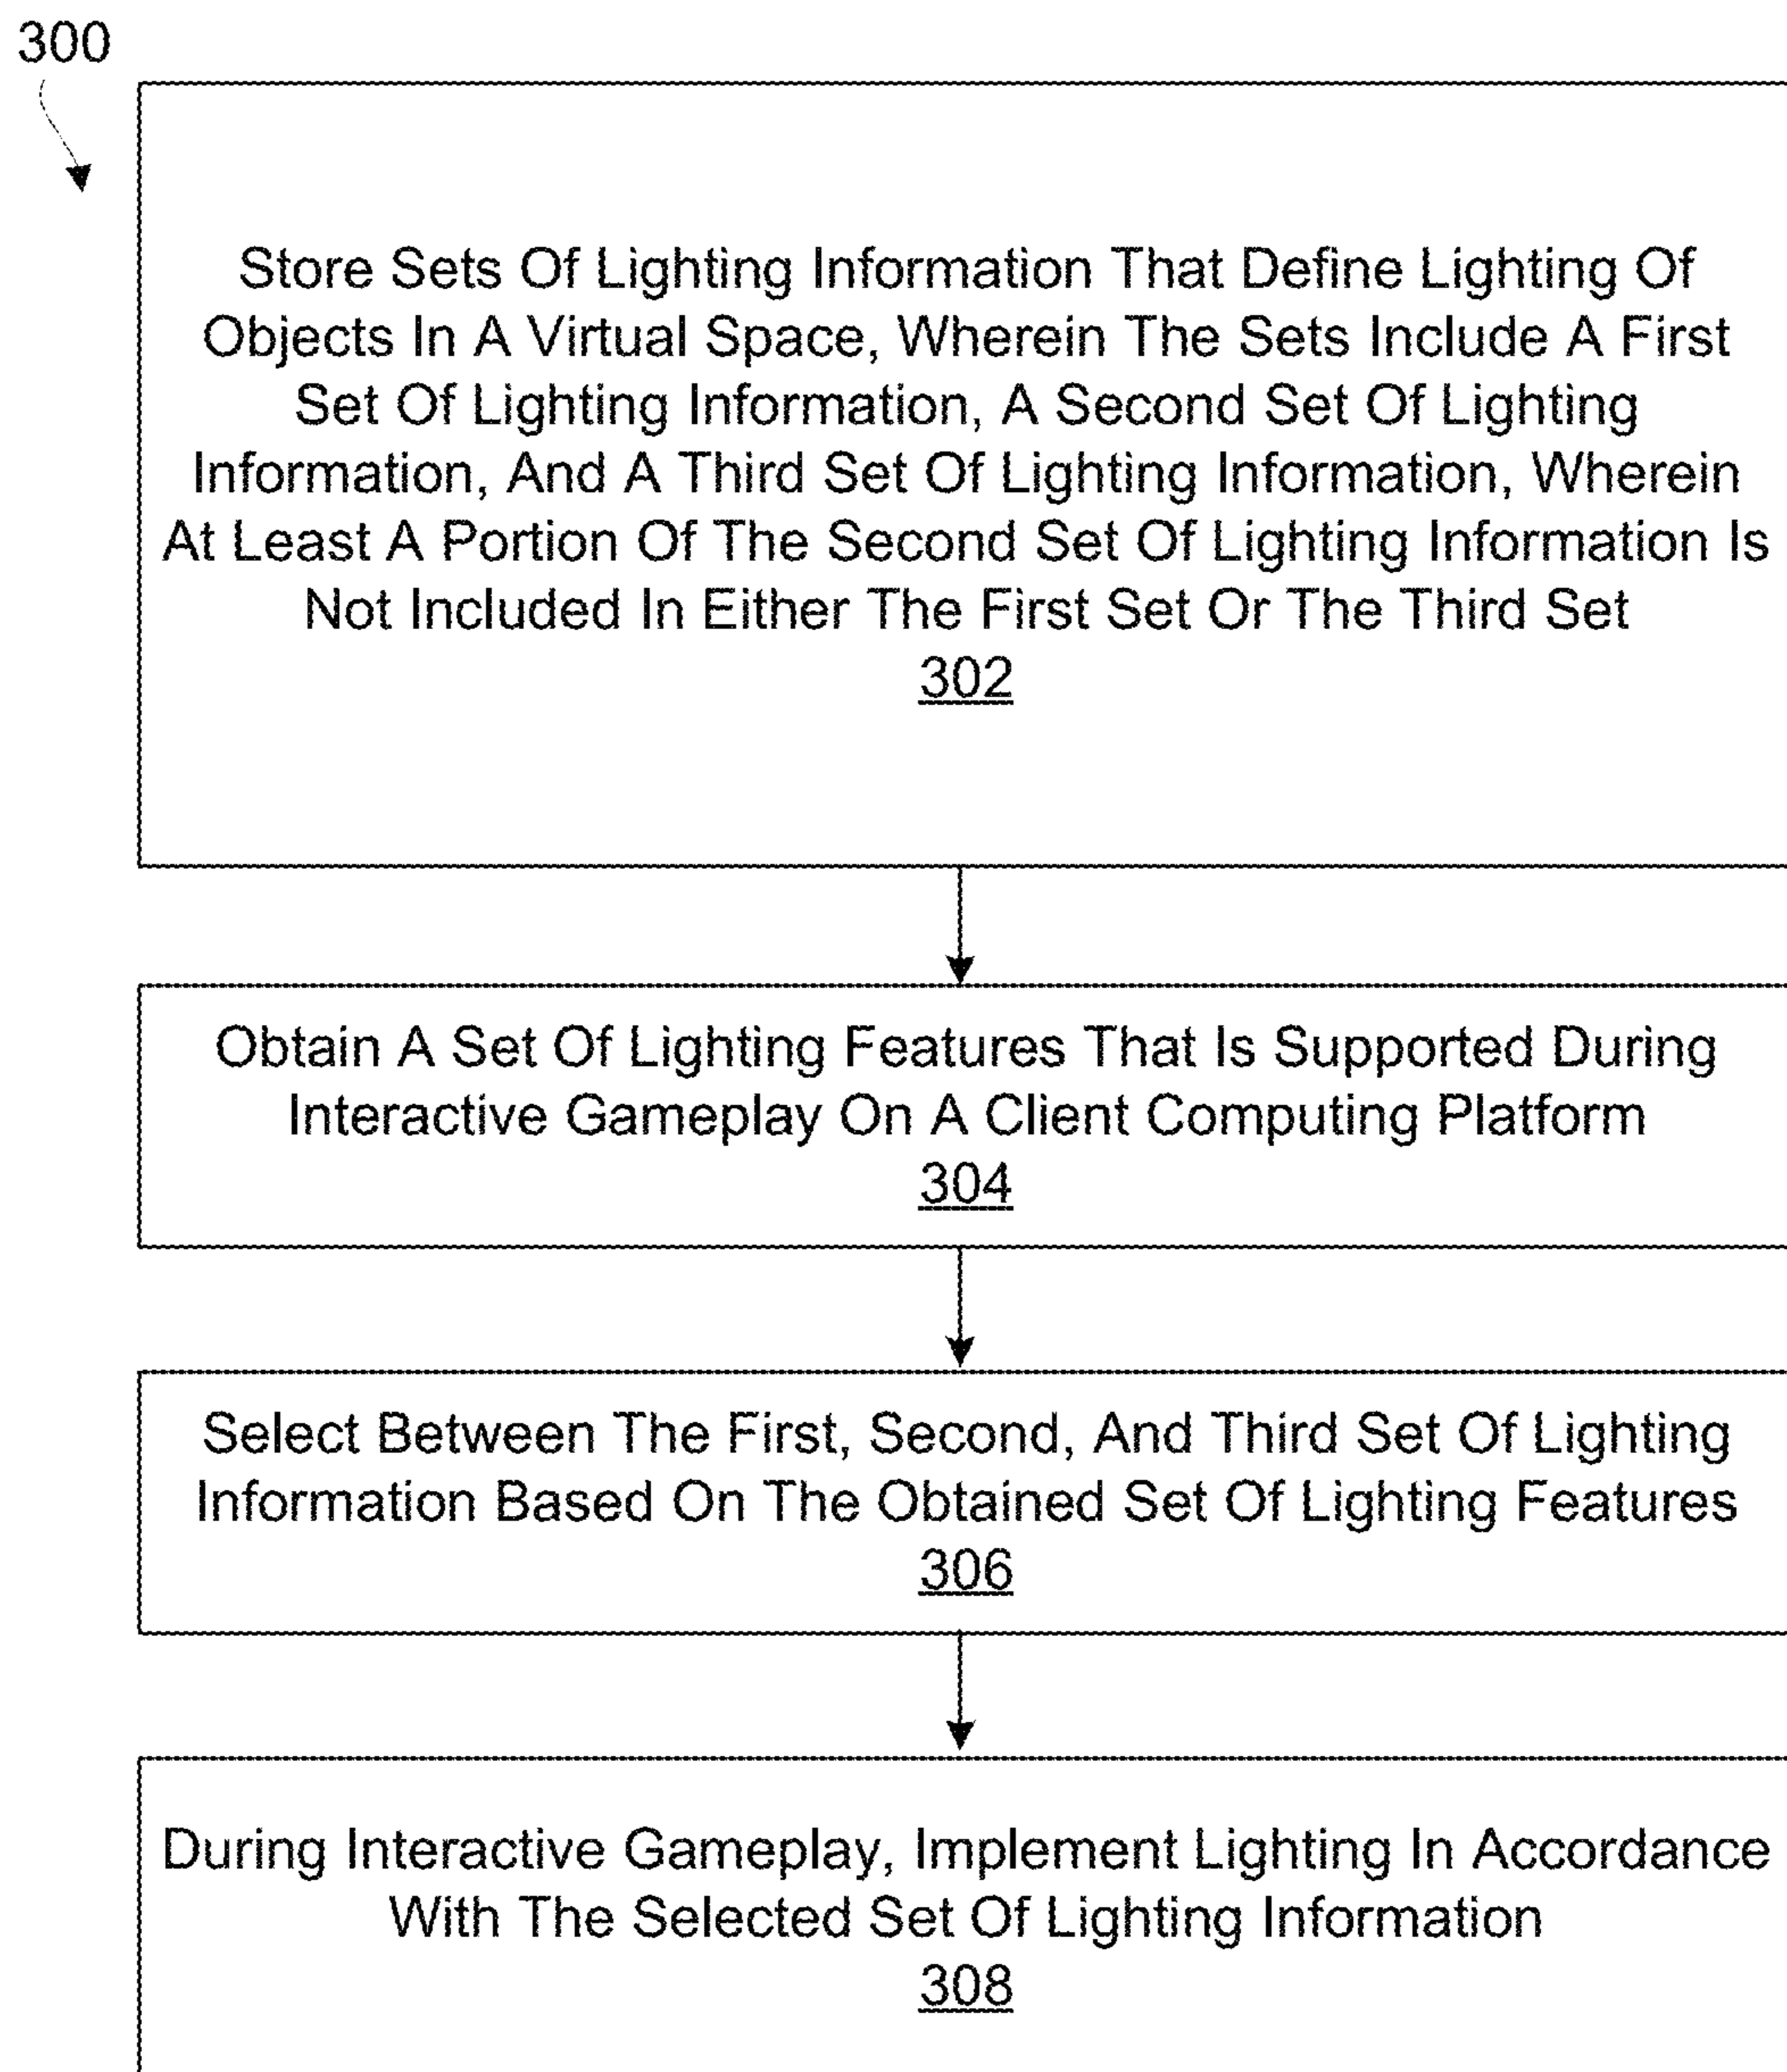 300
Store Sets Of Lighting Information That Define Lighting Of
Objects In A Virtual Space, Wherein The Sets Include A First
Set Of Lighting Information, A Second Set Of Lighting
Information, And A Third Set Of Lighting Information, Wherein
At Least A Portion Of The Second Set Of Lighting Information Is
Not Included In Either The First Set Or The Third Set
302
Obtain A Set Of Lighting Features That Is Supported During
Interactive Gameplay On A Client Computing Platform
304
Select Between The First, Second, And Third Set Of Lighting
Information Based On The Obtained Set Of Lighting Features
306
During Interactive Gameplay, Implement Lighting In Accordance
With The Selected Set Of Lighting Information
308